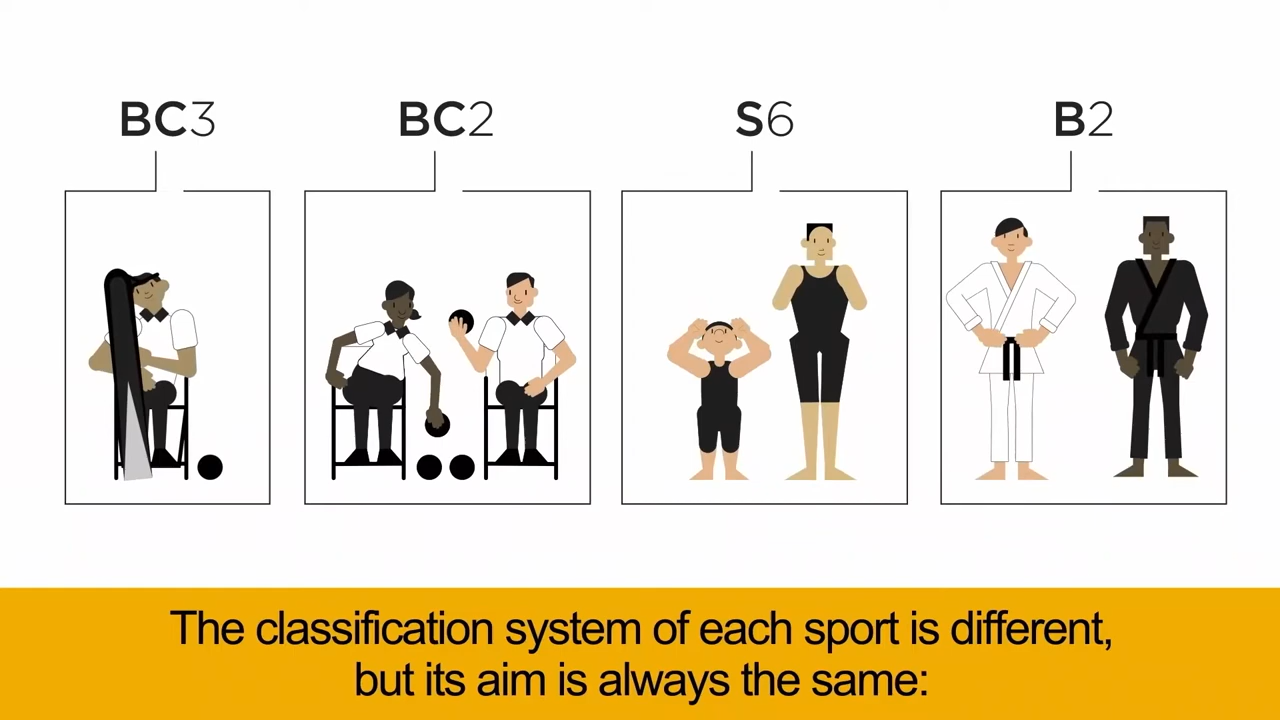 BC3
BC2
S6
B2
The classification system of each sport is different,
but its aim is always the same: